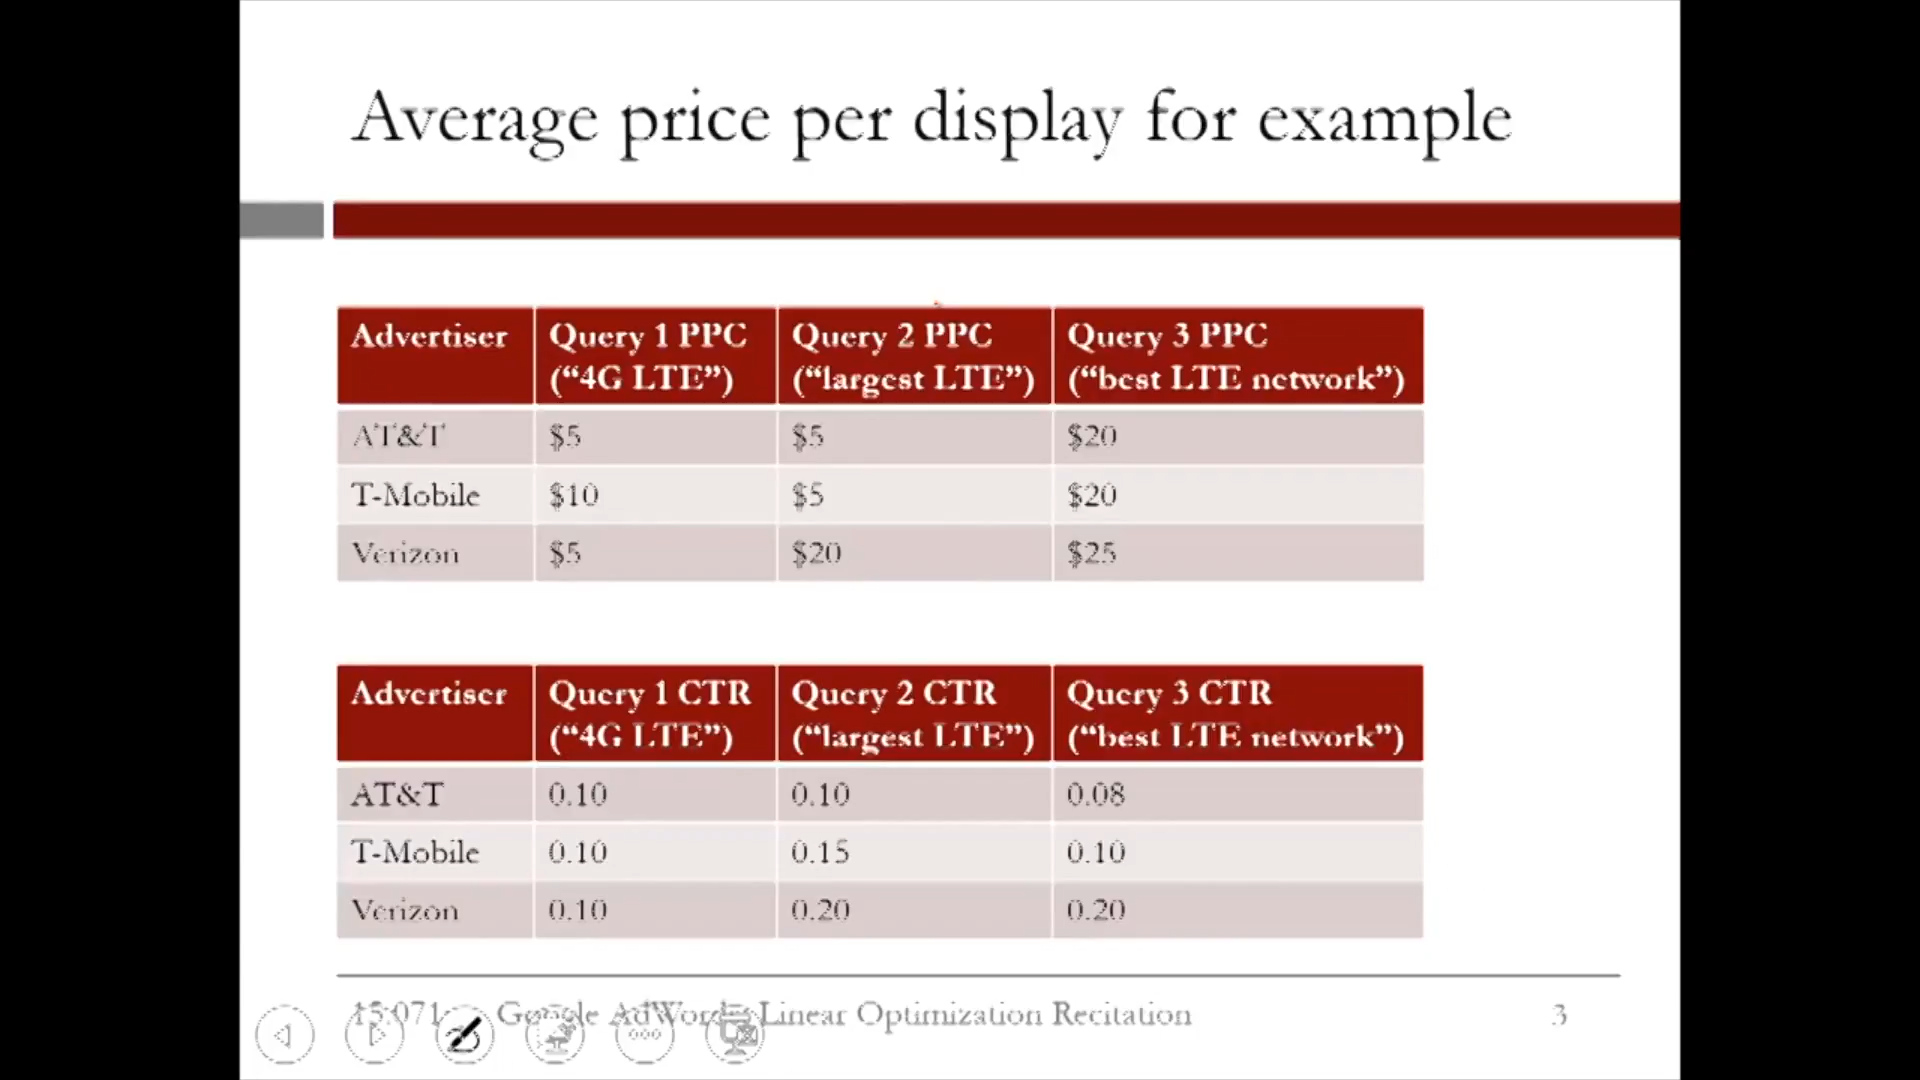 Average price per display for example
Advertiser Query 1 PPC Query 2 PPC Query 3 PPC
(“4G LTE”) (“largest LTE”) (“best LTE network”)
AT&T $5 $5 $20
T-Mobile $10 $5 $20
Verizon $5 $20 $25
Advertiser Query 1 CTR Query 2 CTR Query 3 CTR
(“4G LTE”) (“largest LTE”) (“best LTE network”)
AT&T 0.10 0.10 0.08
T-Mobile 0.10 0.15 0.10
Verizon 0.10 0.20 0.20
Google AdWords Linear Optimization Recitation 3